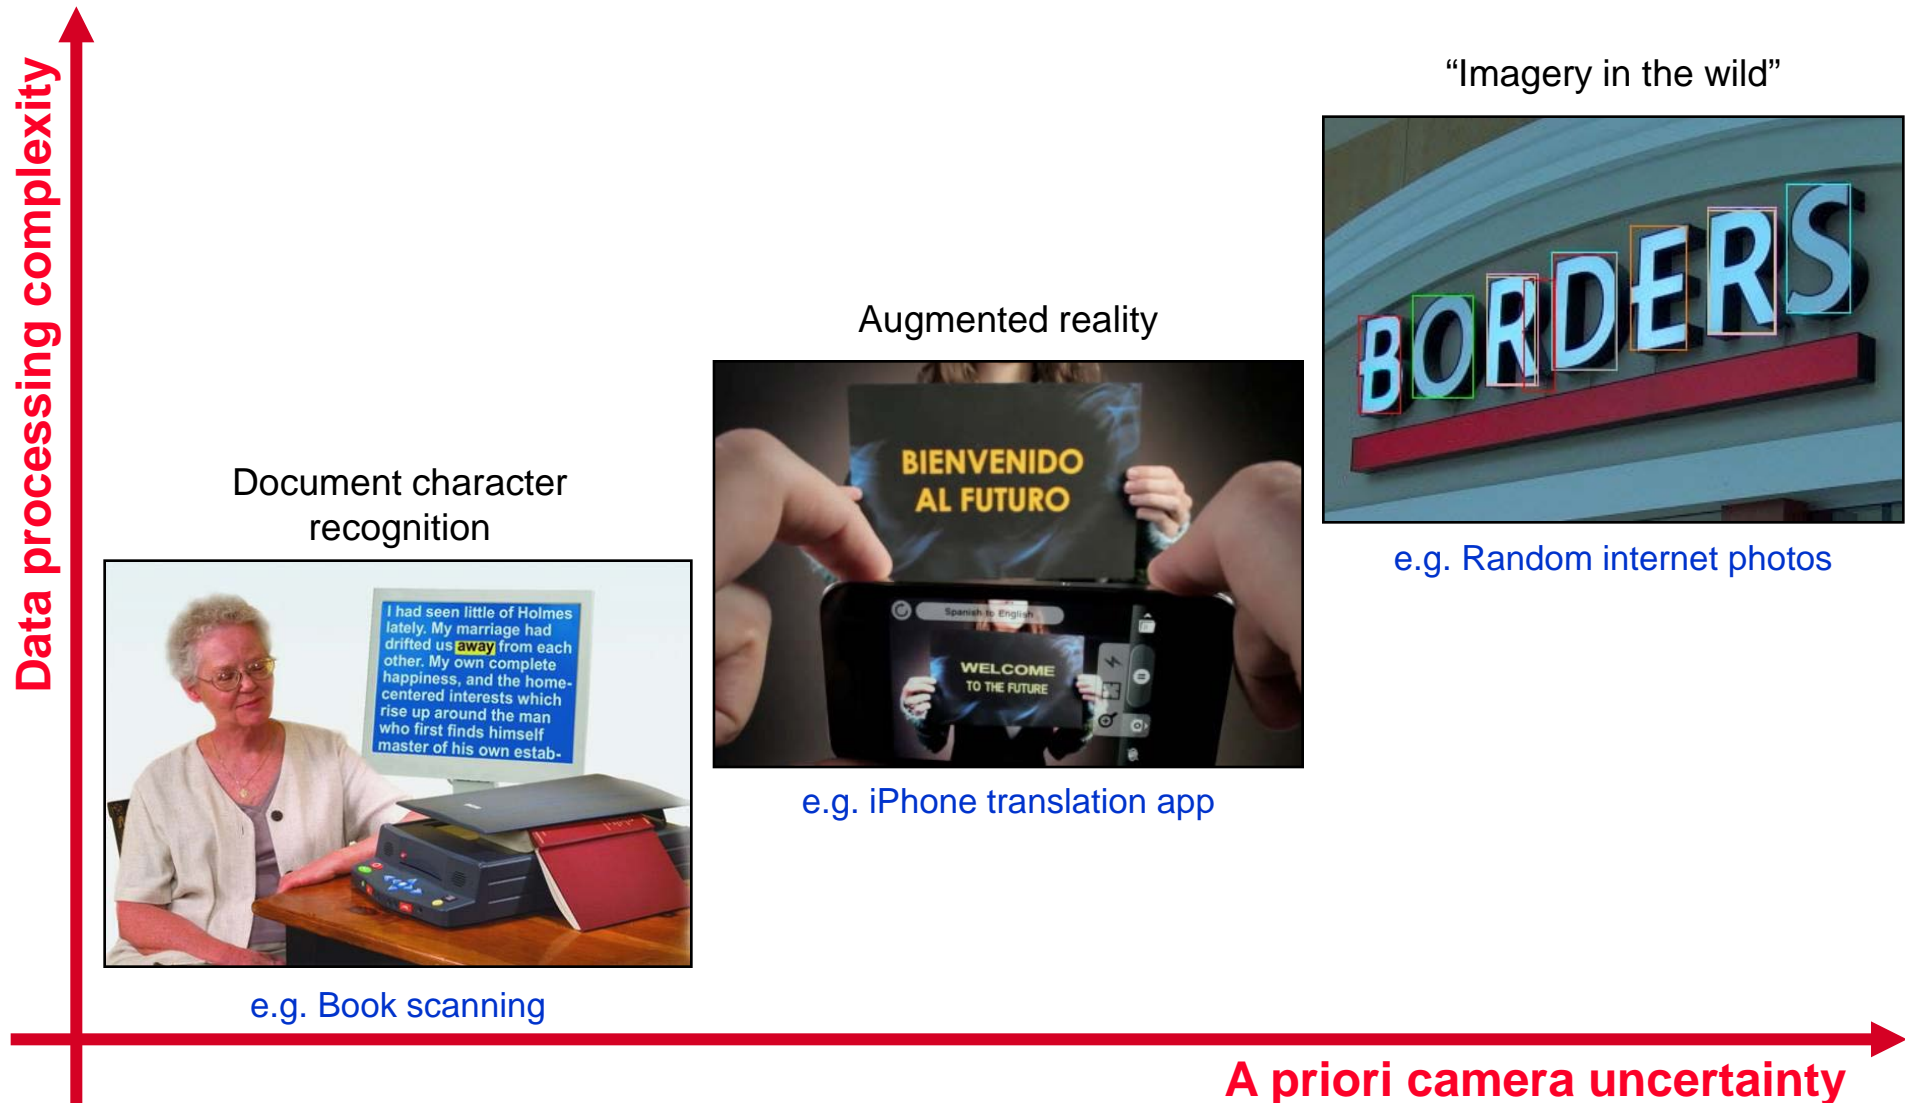 Data processing complexity
“Imagery in the wild”
BORDERS
e.g. Random internet photos
Augmented reality
BIENVENIDO
AL FUTURO
Spanish to English
WELCOME
TO THE FUTURE
e.g. iPhone translation app
Document character
recognition
I had seen little of Holmes
lately. My marriage had
drifted us away from each
other. My own complete
happiness, and the home-
centered interests which
rise up around the man
who first finds himself
master of his own estab-
e.g. Book scanning
A priori camera uncertainty